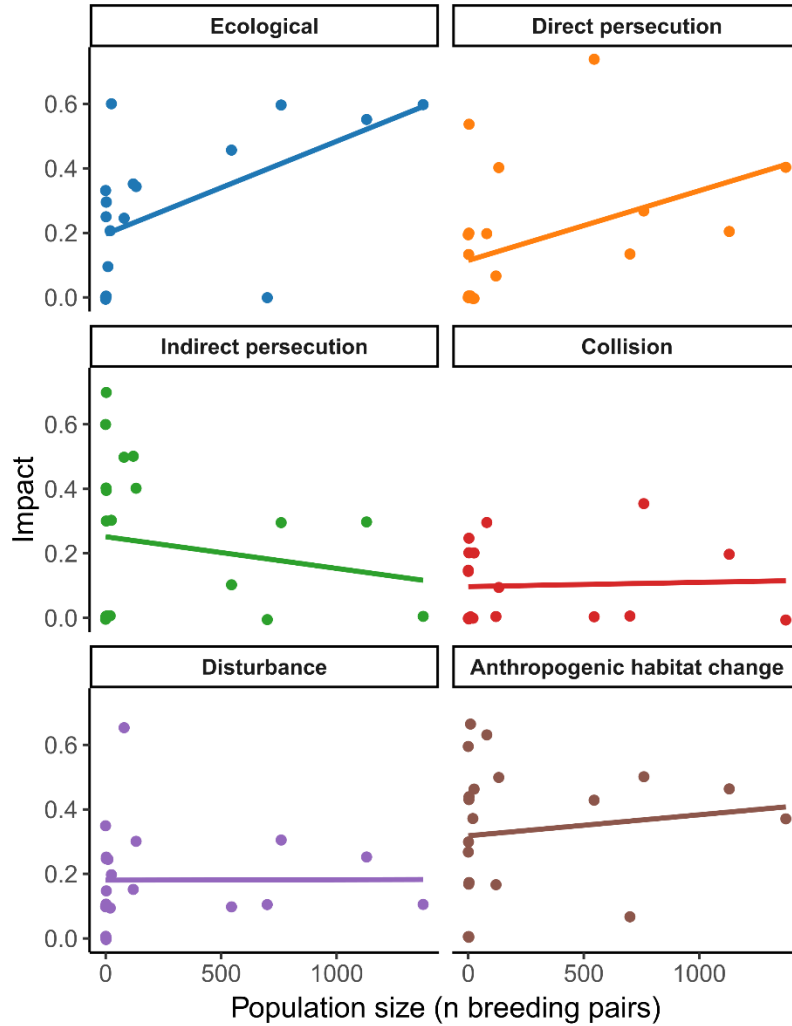 Ecological
Direct persecution
0.6
0.4
0.2
0.0
Indirect persecution
Collision
0.6
0.4
0.2
0.0
Disturbance
Anthropogenic habitat change
0.6
0.4
0.2
0.0
0 500 1000 0 500 1000
Population size (n breeding pairs)
Impact